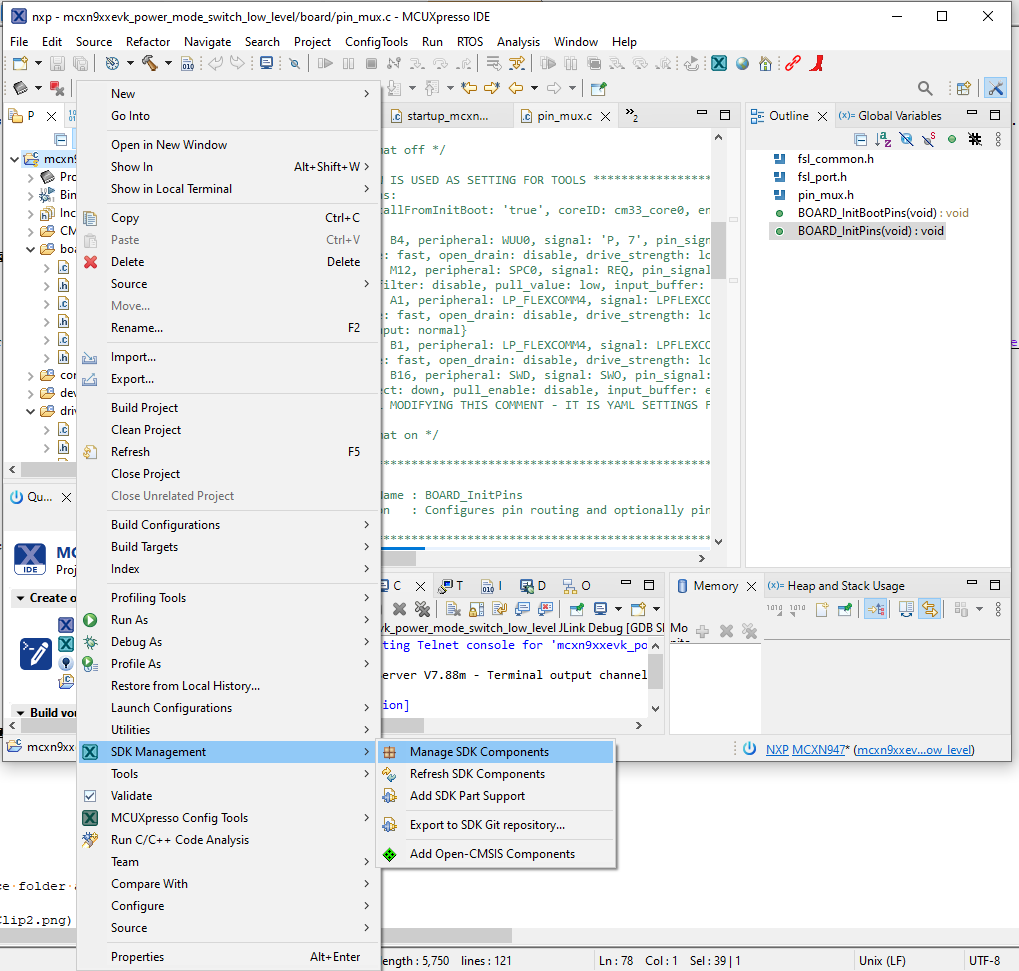 nxp - mcxn9xxevk_power_mode_switch_low_level/board/pin_mux.c - MCUXpresso IDE
File Edit Source Refactor Navigate Search Project ConfigTools Run RTOS Analysis Window Help
P
startup_mcxn...
pin_mux.c
2
Outline
(x)= Global Variables
mcxn9
Pro
Bin
Inc
CM
boa
cor
dev
driv
New
Go Into
Open in New Window
Show In Alt+Shift+W
Show in Local Terminal
Copy Ctrl+C
Paste Ctrl+V
Delete Delete
Source
Move...
Rename... F2
Import...
Export...
Build Project
Clean Project
Refresh F5
Close Project
Close Unrelated Project
Build Configurations
Build Targets
Index
Profiling Tools
Run As
Debug As
Profile As
Restore from Local History...
Launch Configurations
Utilities
SDK Management
Tools
Validate
MCUXpresso Config Tools
Run C/C++ Code Analysis
Team
Compare With
Configure
Source
Properties Alt+Enter
Manage SDK Components
Refresh SDK Components
Add SDK Part Support
Export to SDK Git repository...
Add Open-CMSIS Components
at off */
N IS USED AS SETTING FOR TOOLS ********************
ns:
allFromInitBoot: 'true', coreID: cm33_core0, en
B4, peripheral: WUU0, signal: 'P, 7', pin_sign
e: fast, open_drain: disable, drive_strength: lo
M12, peripheral: SPC0, signal: REQ, pin_signal
filter: disable, pull_value: low, input_buffer:
A1, peripheral: LP_FLEXCOMM4, signal: LPFLEXCO
e: fast, open_drain: disable, drive_strength: lo
nput: normal}
B1, peripheral: LP_FLEXCOMM4, signal: LPFLEXCO
e: fast, open_drain: disable, drive_strength: lo
B16, peripheral: SWD, signal: SWO, pin_signal:
ect: down, pull_enable: disable, input_buffer: e
MODIFYING THIS COMMENT - IT IS YAML SETTINGS F
at on */
***********************************************
ame : BOARD_InitPins
on : Configures pin routing and optionally pin
***********************************************
fsl_common.h
fsl_port.h
pin_mux.h
BOARD_InitBootPins(void) : void
BOARD_InitPins(void) : void
Qu...
IDE
MC
Proj
Create o
Build you
mcxn9xx
C T I D O
vk_power_mode_switch_low_level JLink Debug [GDB SE
ting Telnet console for 'mcxn9xxevk_po
erver V7.88m - Terminal output channel
ion]
Memory
(x)= Heap and Stack Usage
Mo
NXP MCXN947* (mcxn9xxev...ow_level)
e folder a
Clip2.png)
ength : 5,750 lines : 121
Ln : 78 Col : 1 Sel : 39 | 1
Unix (LF)
UTF-8